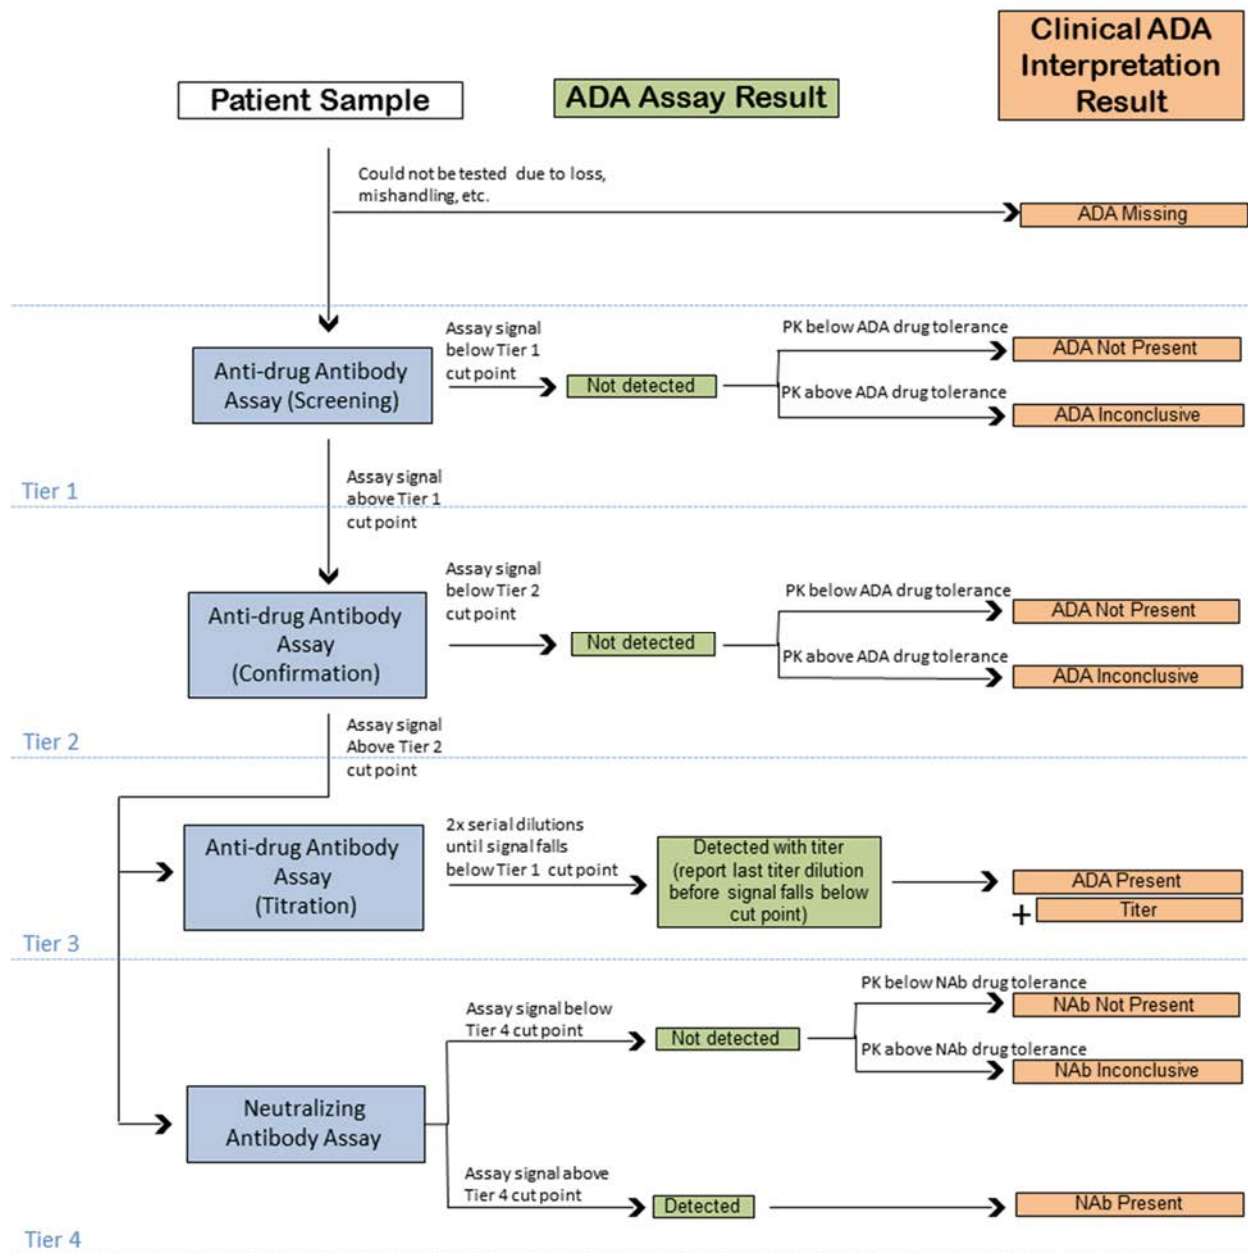 Patient Sample
ADA Assay Result
Clinical ADA
Interpretation
Result
Could not be tested due to loss,
mishandling, etc.
ADA Missing
Assay signal
below Tier 1
cut point
Anti-drug Antibody
Assay (Screening)
Not detected
PK below ADA drug tolerance
ADA Not Present
PK above ADA drug tolerance
ADA Inconclusive
Tier 1
Assay signal
above Tier 1
cut point
Assay signal
below Tier 2
cut point
Anti-drug Antibody
Assay
(Confirmation)
Not detected
PK below ADA drug tolerance
ADA Not Present
PK above ADA drug tolerance
ADA Inconclusive
Tier 2
Assay signal
Above Tier 2
cut point
Anti-drug Antibody
Assay
(Titration)
2x serial dilutions
until signal falls
below Tier 1 cut point
Detected with titer
(report last titer dilution
before signal falls below
cut point)
ADA Present
+ Titer
Tier 3
Neutralizing
Antibody Assay
Assay signal below
Tier 4 cut point
Not detected
PK below NAb drug tolerance
NAb Not Present
PK above NAb drug tolerance
NAb Inconclusive
Assay signal above
Tier 4 cut point
Detected
NAb Present
Tier 4